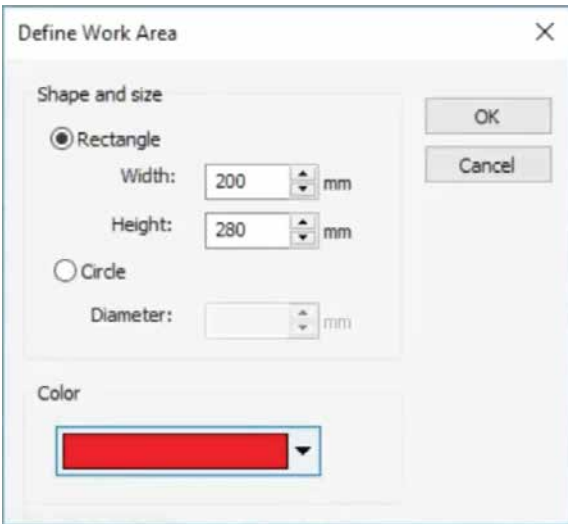 Define Work Area
Shape and size
OK
Rectangle
Width: 200 mm
Cancel
Height: 280 mm
Circle
Diameter: mm
Color